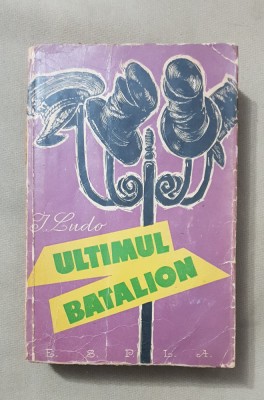 I. Ludo
ULTIMUL
BATALION
E. S. P. L. A.